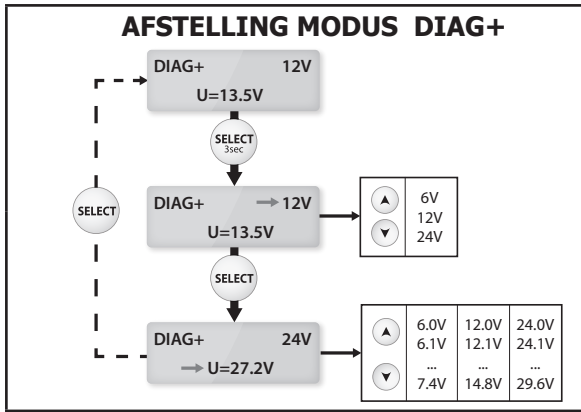 AFSTELLING MODUS DIAG+
DIAG+ 12V
U=13.5V
SELECT
3sec
SELECT
DIAG+ → 12V
U=13.5V
6V
12V
24V
SELECT
DIAG+ 24V
→ U=27.2V
6.0V 12.0V 24.0V
6.1V 12.1V 24.1V
... ... ...
7.4V 14.8V 29.6V